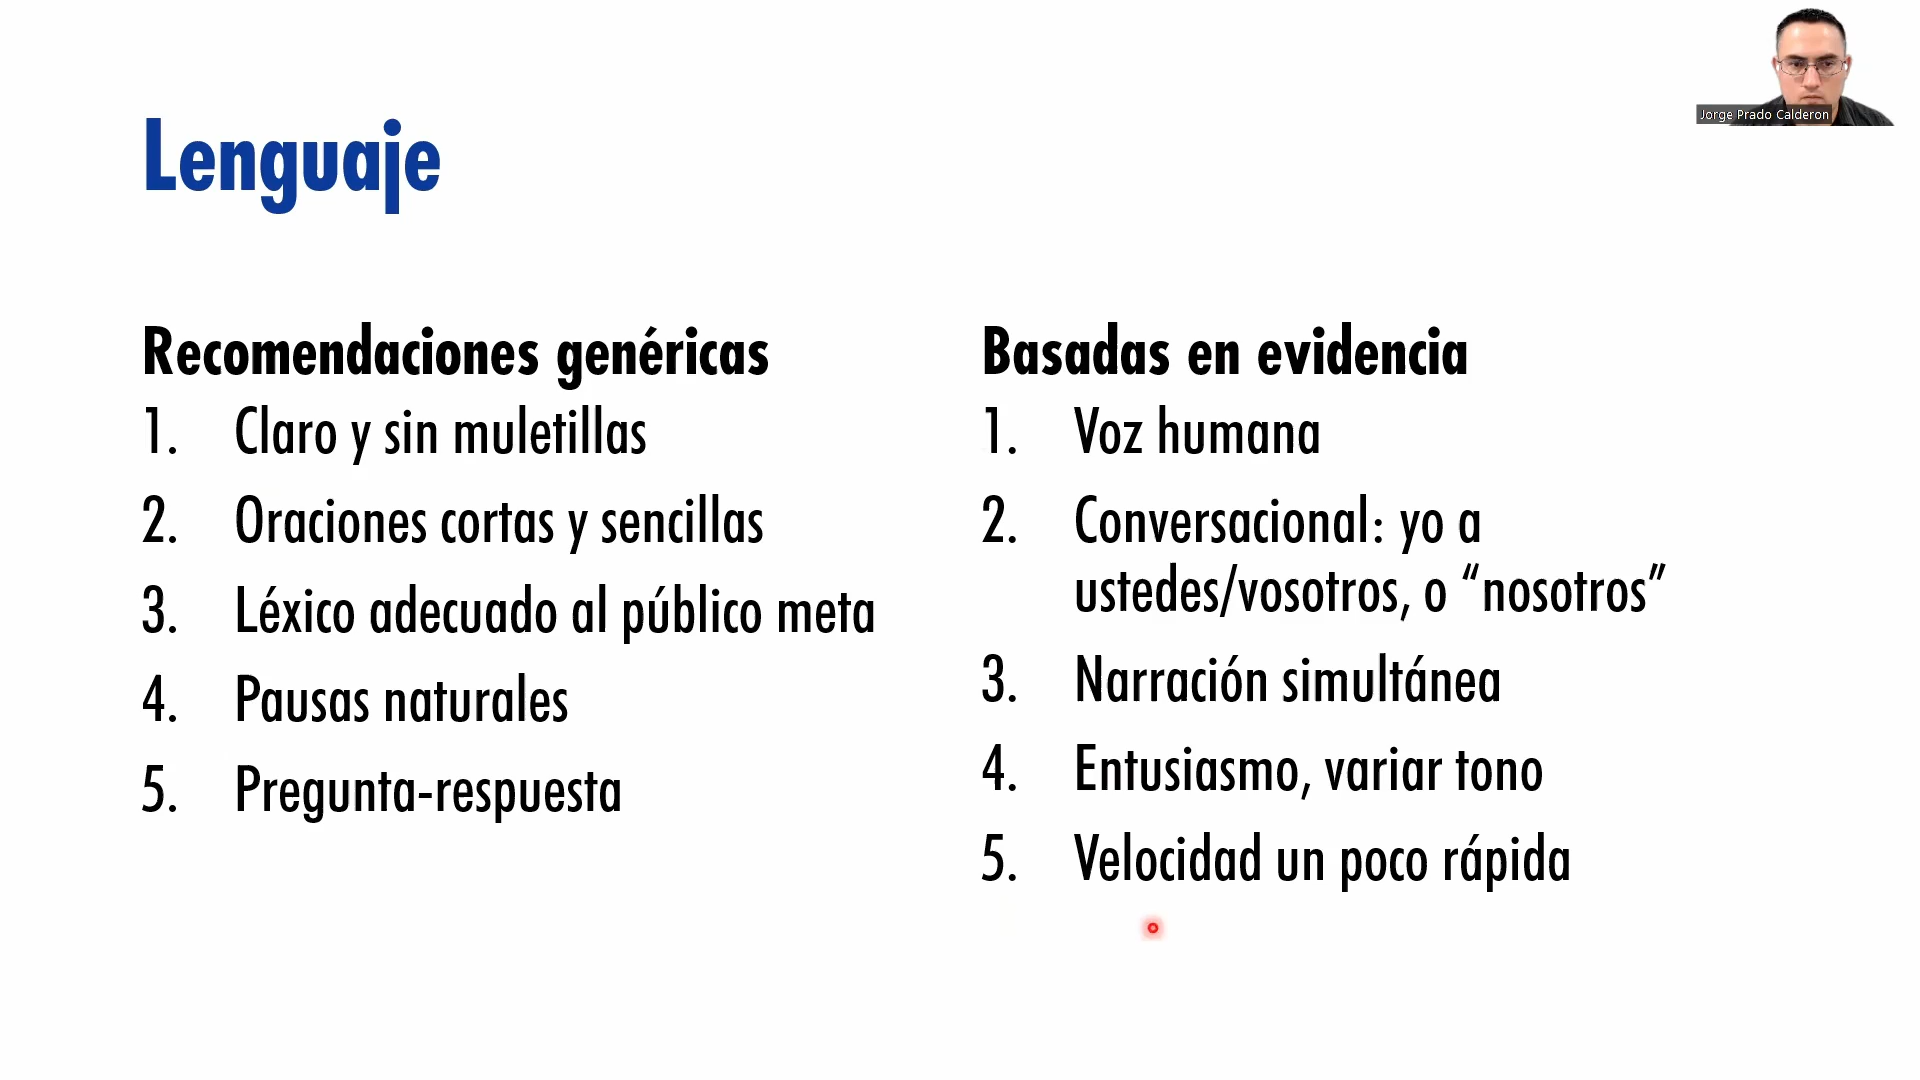 Jorge Prado Calderon
Lenguaje
Recomendaciones genéricas
1. Claro y sin muletillas
2. Oraciones cortas y sencillas
3. Léxico adecuado al público meta
4. Pausas naturales
5. Pregunta-respuesta
Basadas en evidencia
1. Voz humana
2. Conversacional: yo a
ustedes/vosotros, o “nosotros”
3. Narración simultánea
4. Entusiasmo, variar tono
5. Velocidad un poco rápida